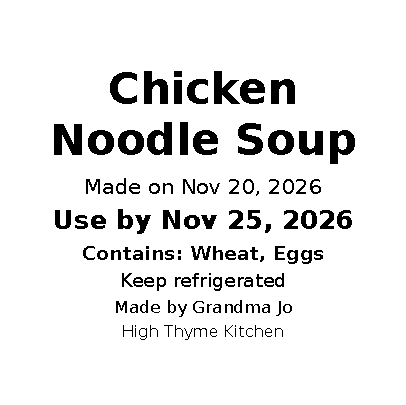 Chicken
Noodle Soup
Made on Nov 20, 2026
Use by Nov 25, 2026
Contains: Wheat, Eggs
Keep refrigerated
Made by Grandma Jo
High Thyme Kitchen